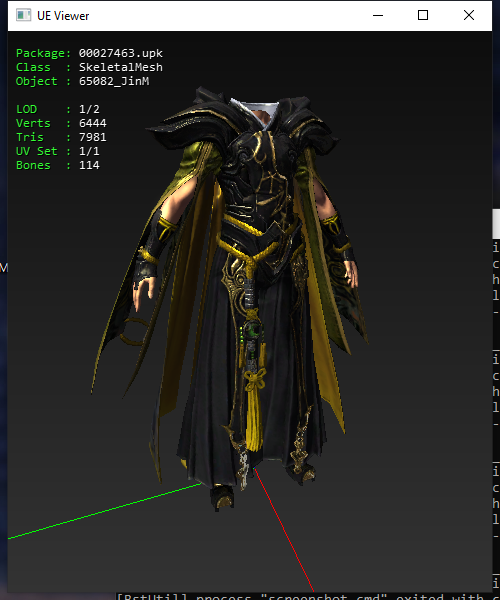 UE Viewer
Package: 00027463.upk
Class  : SkeletalMesh
Object : 65082_JinM
LOD    : 1/2
Verts  : 6444
Tris   : 7981
UV Set : 1/1
Bones  : 114
M
i
c
h
l
-
i
c
h
l
-
i
c
h
l
-
i
[BstUtil] process "screenshot.cmd" exited with c